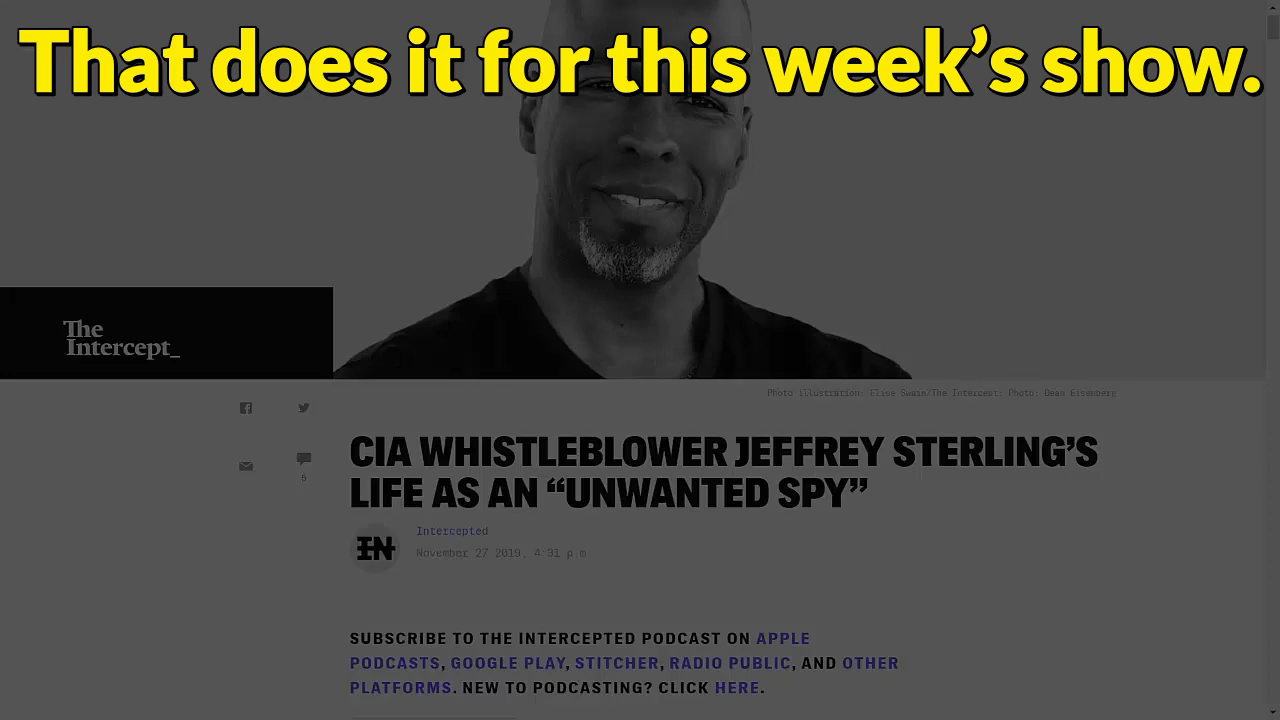 That does it for this week’s show.
The
Intercept_
Photo illustration: Elise Swain/The Intercept; Photo: Dean Eisenberg
CIA WHISTLEBLOWER JEFFREY STERLING’S
LIFE AS AN “UNWANTED SPY”
6
IN
Intercepted
November 27 2019, 4:31 p.m
SUBSCRIBE TO THE INTERCEPTED PODCAST ON APPLE
PODCASTS, GOOGLE PLAY, STITCHER, RADIO PUBLIC, AND OTHER
PLATFORMS. NEW TO PODCASTING? CLICK HERE.